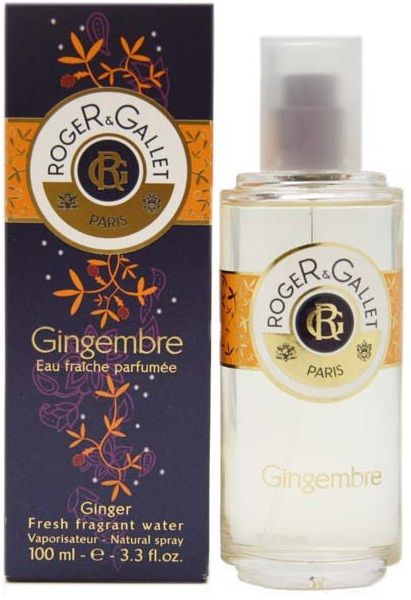 ROGER & GALLET
RG
PARIS
Gingembre
Eau fraîche parfumée
Ginger
Fresh fragrant water
Vaporisateur - Natural spray
100 ml - e - 3.3 fl.oz.
ROGER & GALLET
RG
PARIS
Gingembre